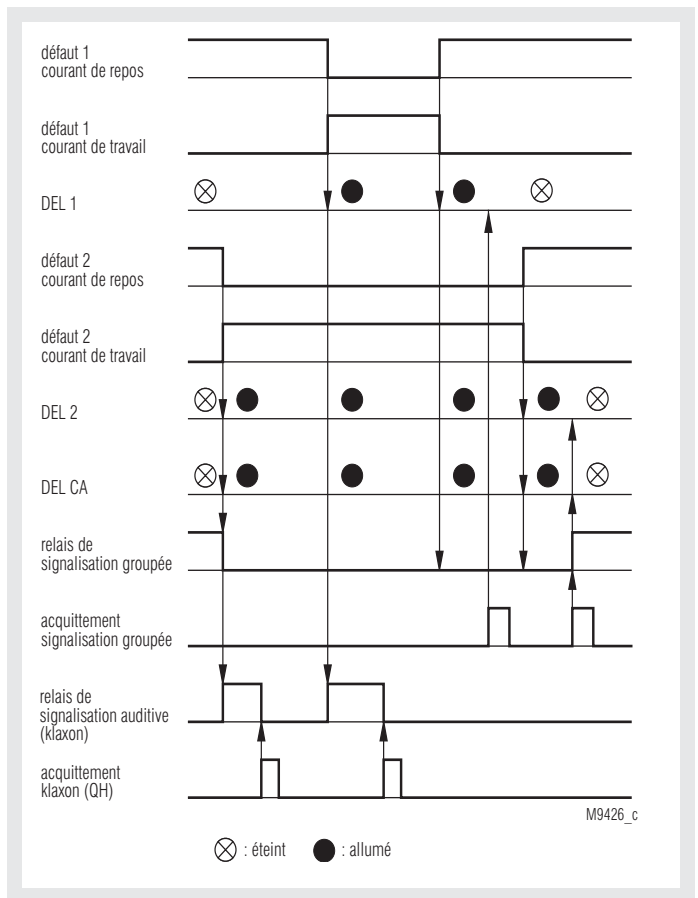 défaut 1
courant de repos
défaut 1
courant de travail
DEL 1
défaut 2
courant de repos
défaut 2
courant de travail
DEL 2
DEL CA
relais de
signalisation groupée
acquittement
signalisation groupée
relais de
signalisation auditive
(klaxon)
acquittement
klaxon (QH)
M9426_c
: éteint : allumé